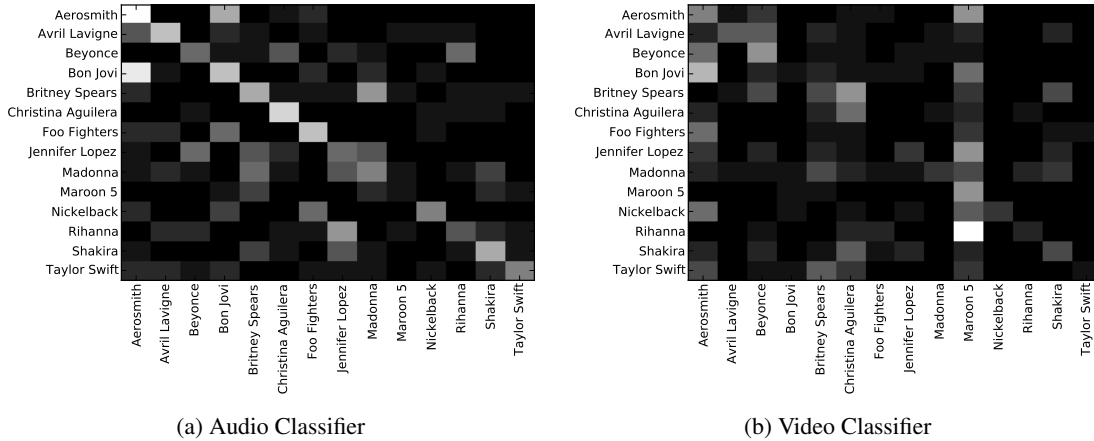 Aerosmith
Avril Lavigne
Beyonce
Bon Jovi
Britney Spears
Christina Aguilera
Foo Fighters
Jennifer Lopez
Madonna
Maroon 5
Nickelback
Rihanna
Shakira
Taylor Swift
Aerosmith
Avril Lavigne
Beyonce
Bon Jovi
Britney Spears
Christina Aguilera
Foo Fighters
Jennifer Lopez
Madonna
Maroon 5
Nickelback
Rihanna
Shakira
Taylor Swift
(a) Audio Classifier
Aerosmith
Avril Lavigne
Beyonce
Bon Jovi
Britney Spears
Christina Aguilera
Foo Fighters
Jennifer Lopez
Madonna
Maroon 5
Nickelback
Rihanna
Shakira
Taylor Swift
Aerosmith
Avril Lavigne
Beyonce
Bon Jovi
Britney Spears
Christina Aguilera
Foo Fighters
Jennifer Lopez
Madonna
Maroon 5
Nickelback
Rihanna
Shakira
Taylor Swift
(b) Video Classifier